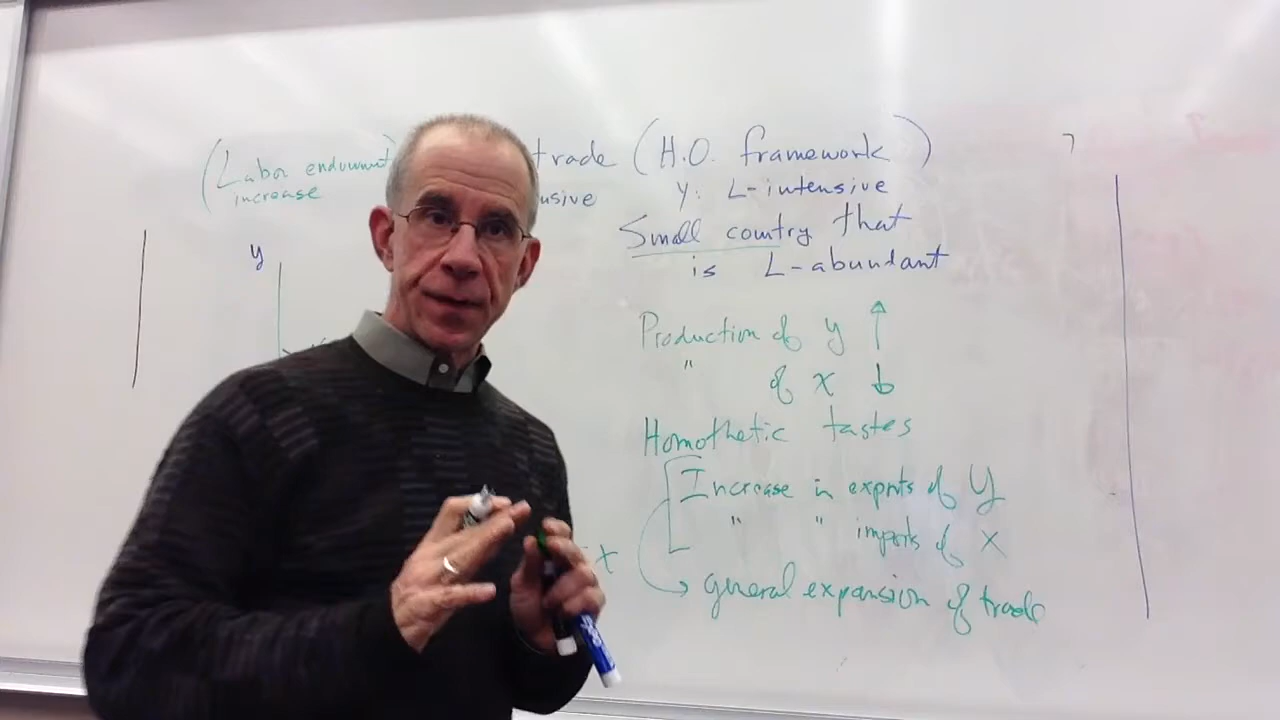 (Labor endowment trade (H.O. framework)
increase usive Y: L-intensive
Small country that
is L-abundant
y
Production of y ↑
" of x ↓
Homothetic tastes
Increase in exports of Y
" " imports of X
x
general expansion of trade